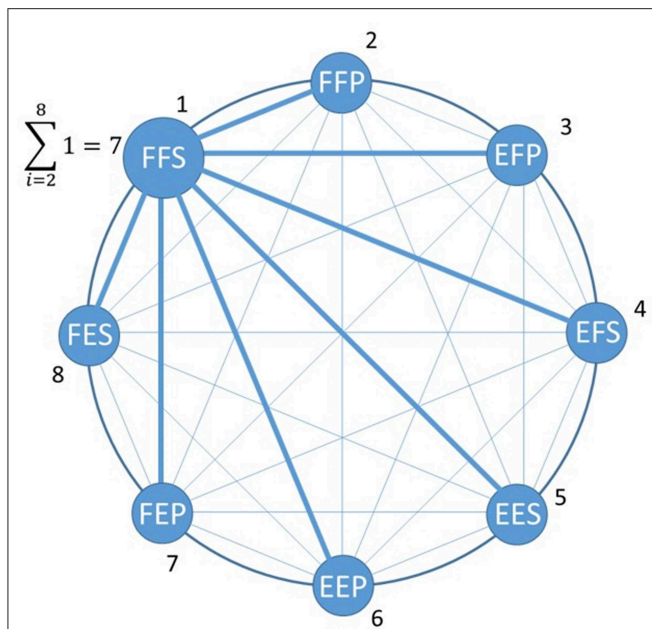 2
FFP
1
3
8
∑ 1 = 7
i=2
FFS
EFP
4
EFS
FES
8
5
EES
FEP
7
EEP
6